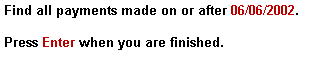 Find all payments made on or after 06/06/2002.
Press Enter when you are finished.